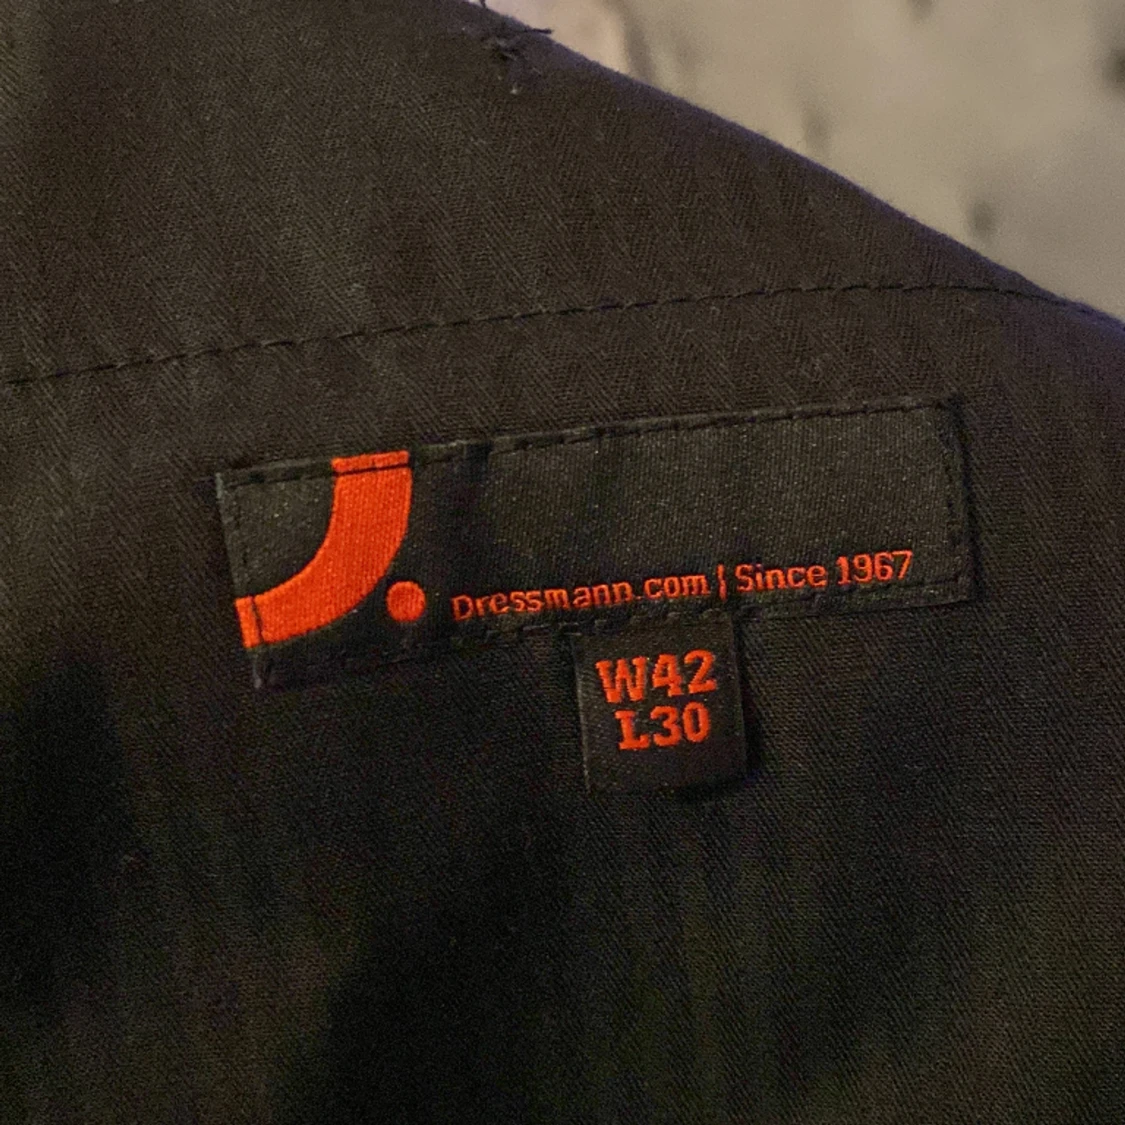 Dressmann.com | Since 1967
W42
L30